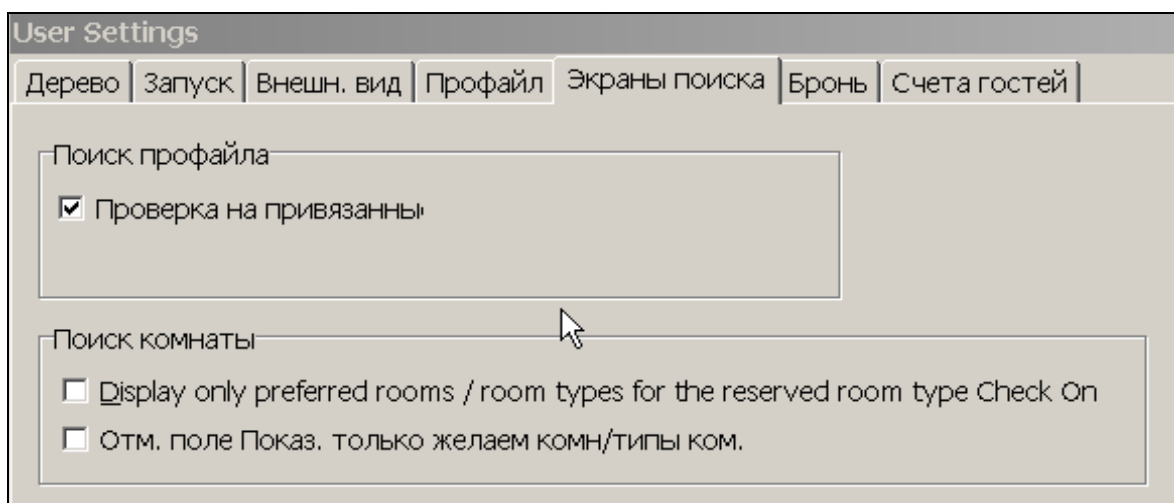 User Settings
Дерево Запуск Внешн. вид Профайл Экраны поиска Бронь Счета гостей
Поиск профайла
Проверка на привязанны
Поиск комнаты
Display only preferred rooms / room types for the reserved room type Check On
Отм. поле Показ. только желаем комн/типы ком.